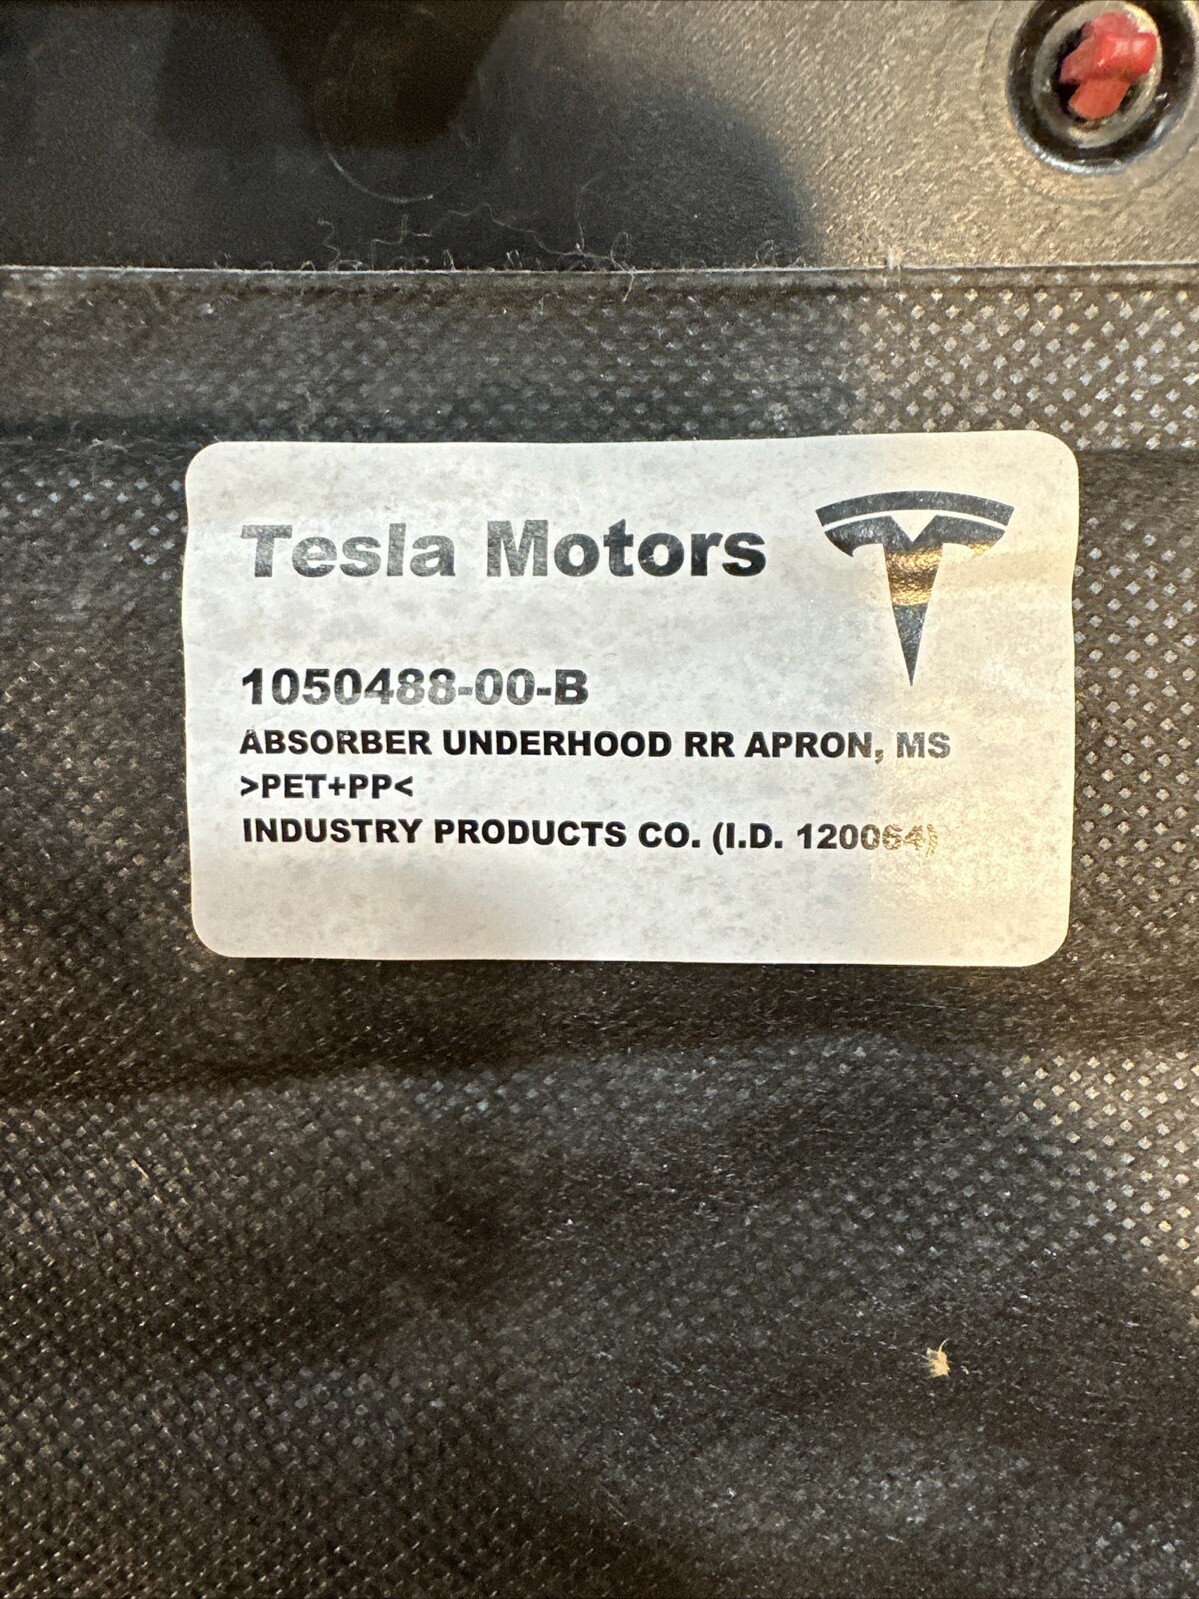 Tesla Motors
1050488-00-B
ABSORBER UNDERHOOD RR APRON, MS
>PET+PP<
INDUSTRY PRODUCTS CO. (I.D. 120064)